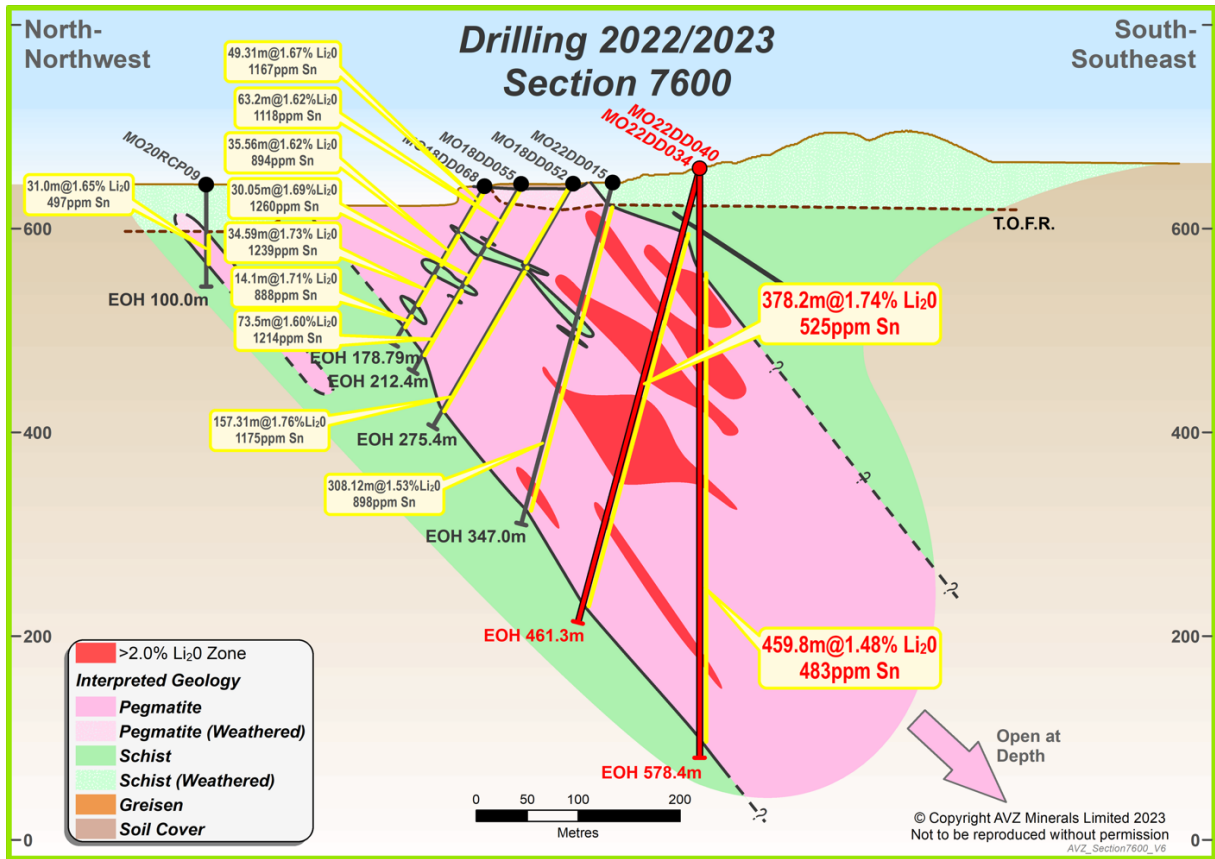 North-
Northwest
Drilling 2022/2023
Section 7600
South-
Southeast
49.31m@1.67% Li₂0
1167ppm Sn
63.2m@1.62%Li₂0
1118ppm Sn
35.56m@1.62% Li₂0
894ppm Sn
30.05m@1.69%Li₂0
1260ppm Sn
34.59m@1.73% Li₂0
1239ppm Sn
14.1m@1.71% Li₂0
888ppm Sn
73.5m@1.60%Li₂0
1214ppm Sn
31.0m@1.65% Li₂0
497ppm Sn
157.31m@1.76%Li₂0
1175ppm Sn
308.12m@1.53%Li₂0
898ppm Sn
378.2m@1.74% Li₂0
525ppm Sn
459.8m@1.48% Li₂0
483ppm Sn
MO20RCP09
MO18DD068
MO18DD055
MO18DD052
MO22DD015
MO22DD040
MO22DD034
T.O.F.R.
600
600
400
400
200
200
0
0
EOH 100.0m
EOH 178.79m
EOH 212.4m
EOH 275.4m
EOH 347.0m
EOH 461.3m
EOH 578.4m
?
?
?
?
>2.0% Li₂0 Zone
Interpreted Geology
Pegmatite
Pegmatite (Weathered)
Schist
Schist (Weathered)
Greisen
Soil Cover
0 50 100 200
Metres
Open at
Depth
© Copyright AVZ Minerals Limited 2023
Not to be reproduced without permission
AVZ_Section7600_V6